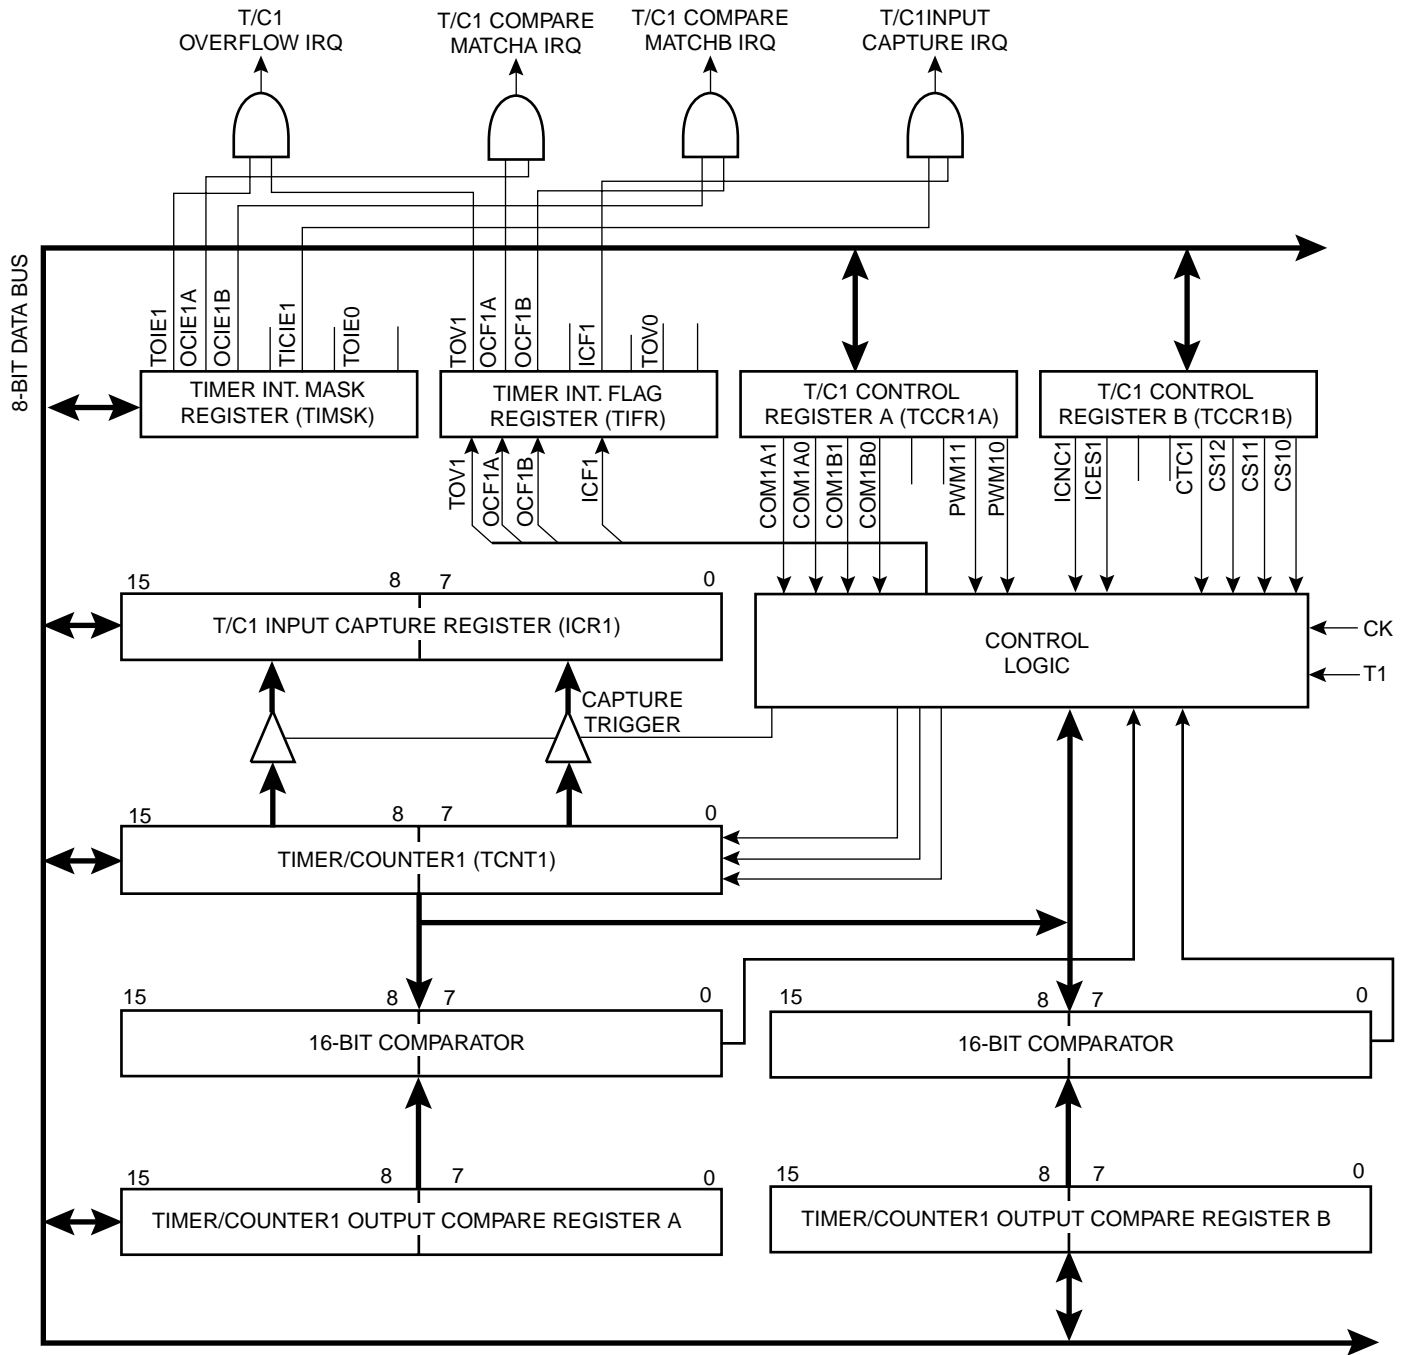 T/C1
OVERFLOW IRQ
T/C1 COMPARE
MATCHA IRQ
T/C1 COMPARE
MATCHB IRQ
T/C1INPUT
CAPTURE IRQ
8-BIT DATA BUS
TOIE1
OCIE1A
OCIE1B
TICIE1
TOIE0
TOV1
OCF1A
OCF1B
ICF1
TOV0
TIMER INT. MASK
REGISTER (TIMSK)
TIMER INT. FLAG
REGISTER (TIFR)
T/C1 CONTROL
REGISTER A (TCCR1A)
T/C1 CONTROL
REGISTER B (TCCR1B)
TOV1
OCF1A
OCF1B
ICF1
COM1A1
COM1A0
COM1B1
COM1B0
PWM11
PWM10
ICNC1
ICES1
CTC1
CS12
CS11
CS10
15 8 7 0
T/C1 INPUT CAPTURE REGISTER (ICR1)
CONTROL
LOGIC
CK
T1
CAPTURE
TRIGGER
15 8 7 0
TIMER/COUNTER1 (TCNT1)
15 8 7 0
16-BIT COMPARATOR
15 8 7 0
16-BIT COMPARATOR
15 8 7 0
TIMER/COUNTER1 OUTPUT COMPARE REGISTER A
15 8 7 0
TIMER/COUNTER1 OUTPUT COMPARE REGISTER B